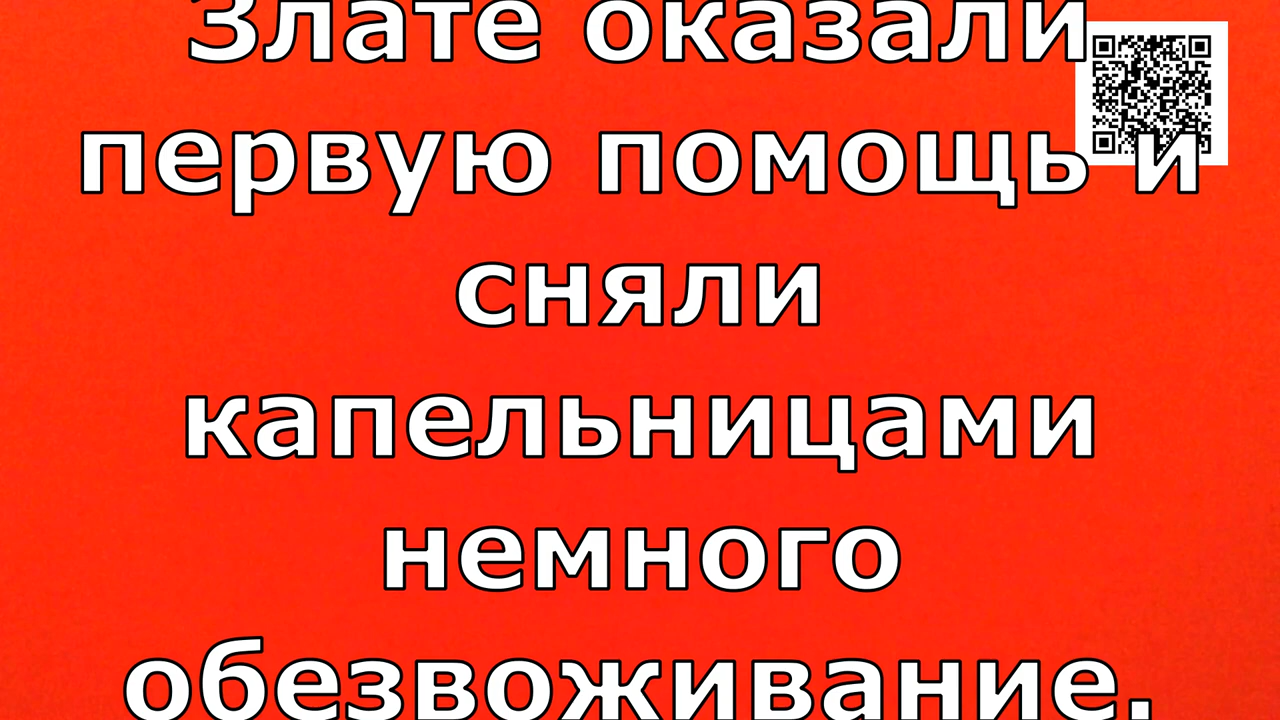 Злате оказали
первую помощь и
сняли
капельницами
немного
обезвоживание.